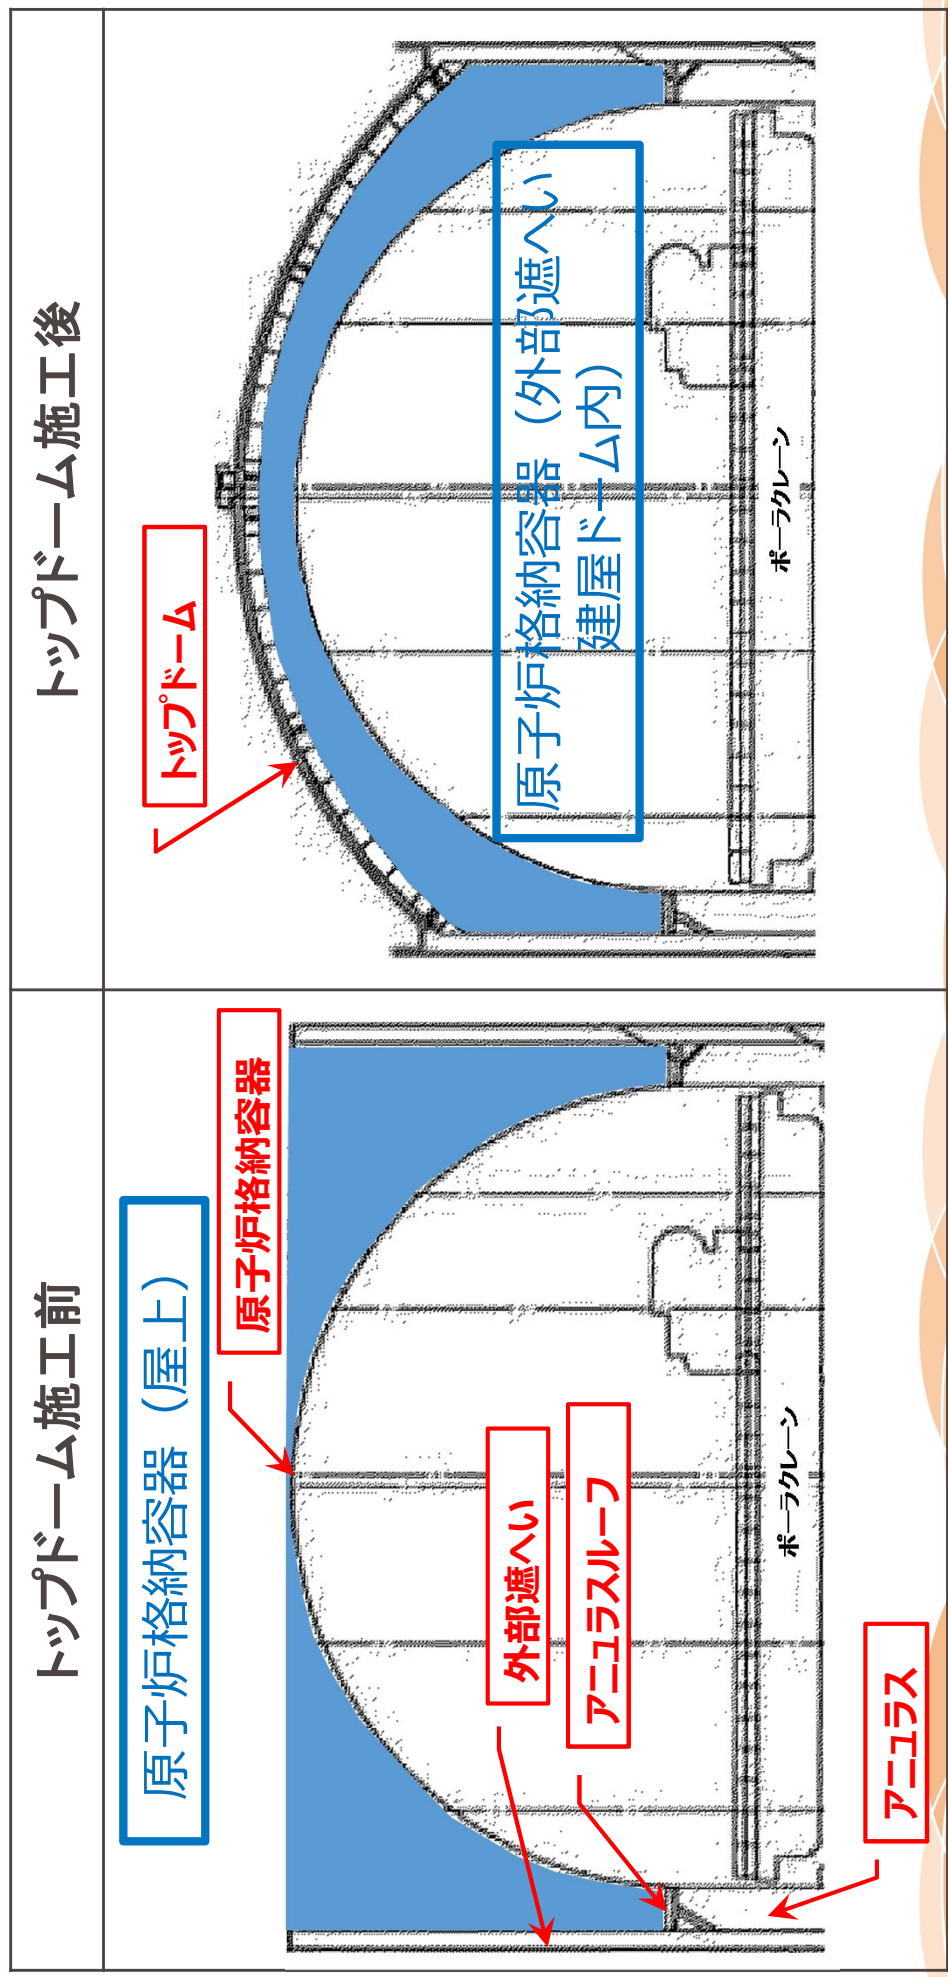 トップドーム施工前
トップドーム施工後
原子炉格納容器（屋上）
原子炉格納容器
外部遮へい
アニュラスルーフ
ポーラクレーン
アニュラス
トップドーム
原子炉格納容器（外部遮へい
建屋ドーム内）
ポーラクレーン